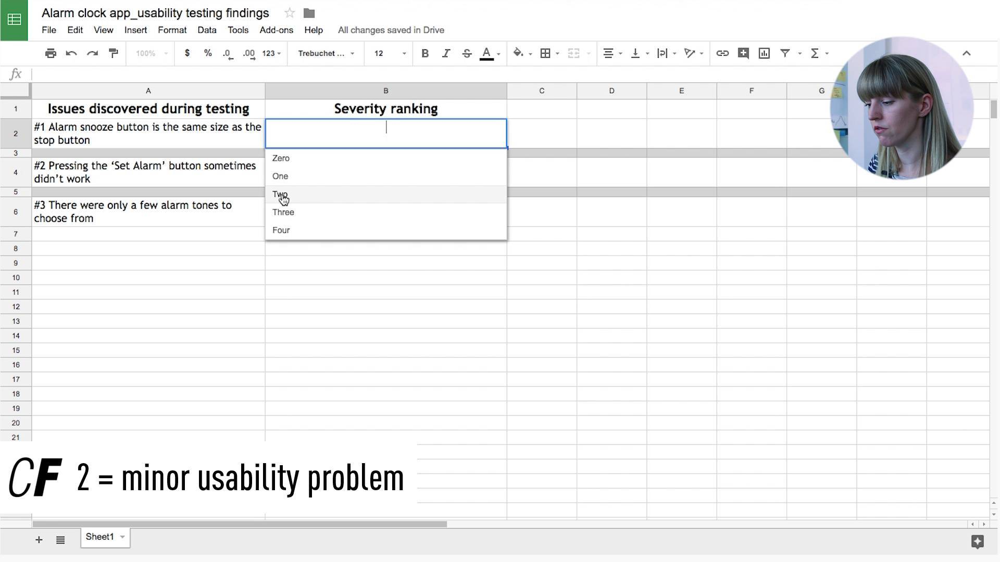 Alarm clock app_usability testing findings
File Edit View Insert Format Data Tools Add-ons Help All changes saved in Drive
100% $ % .0 .00 123 Trebuchet ... 12 B I S A Σ
fx
A B C D E F G
1 Issues discovered during testing Severity ranking
2 #1 Alarm snooze button is the same size as the
stop button
3
Zero
4 #2 Pressing the ‘Set Alarm’ button sometimes
didn’t work
One
5
Two
6 #3 There were only a few alarm tones to
choose from
Three
Four
7
8
9
10
11
12
13
14
15
16
17
18
19
20
21
CF 2 = minor usability problem
+ Sheet1